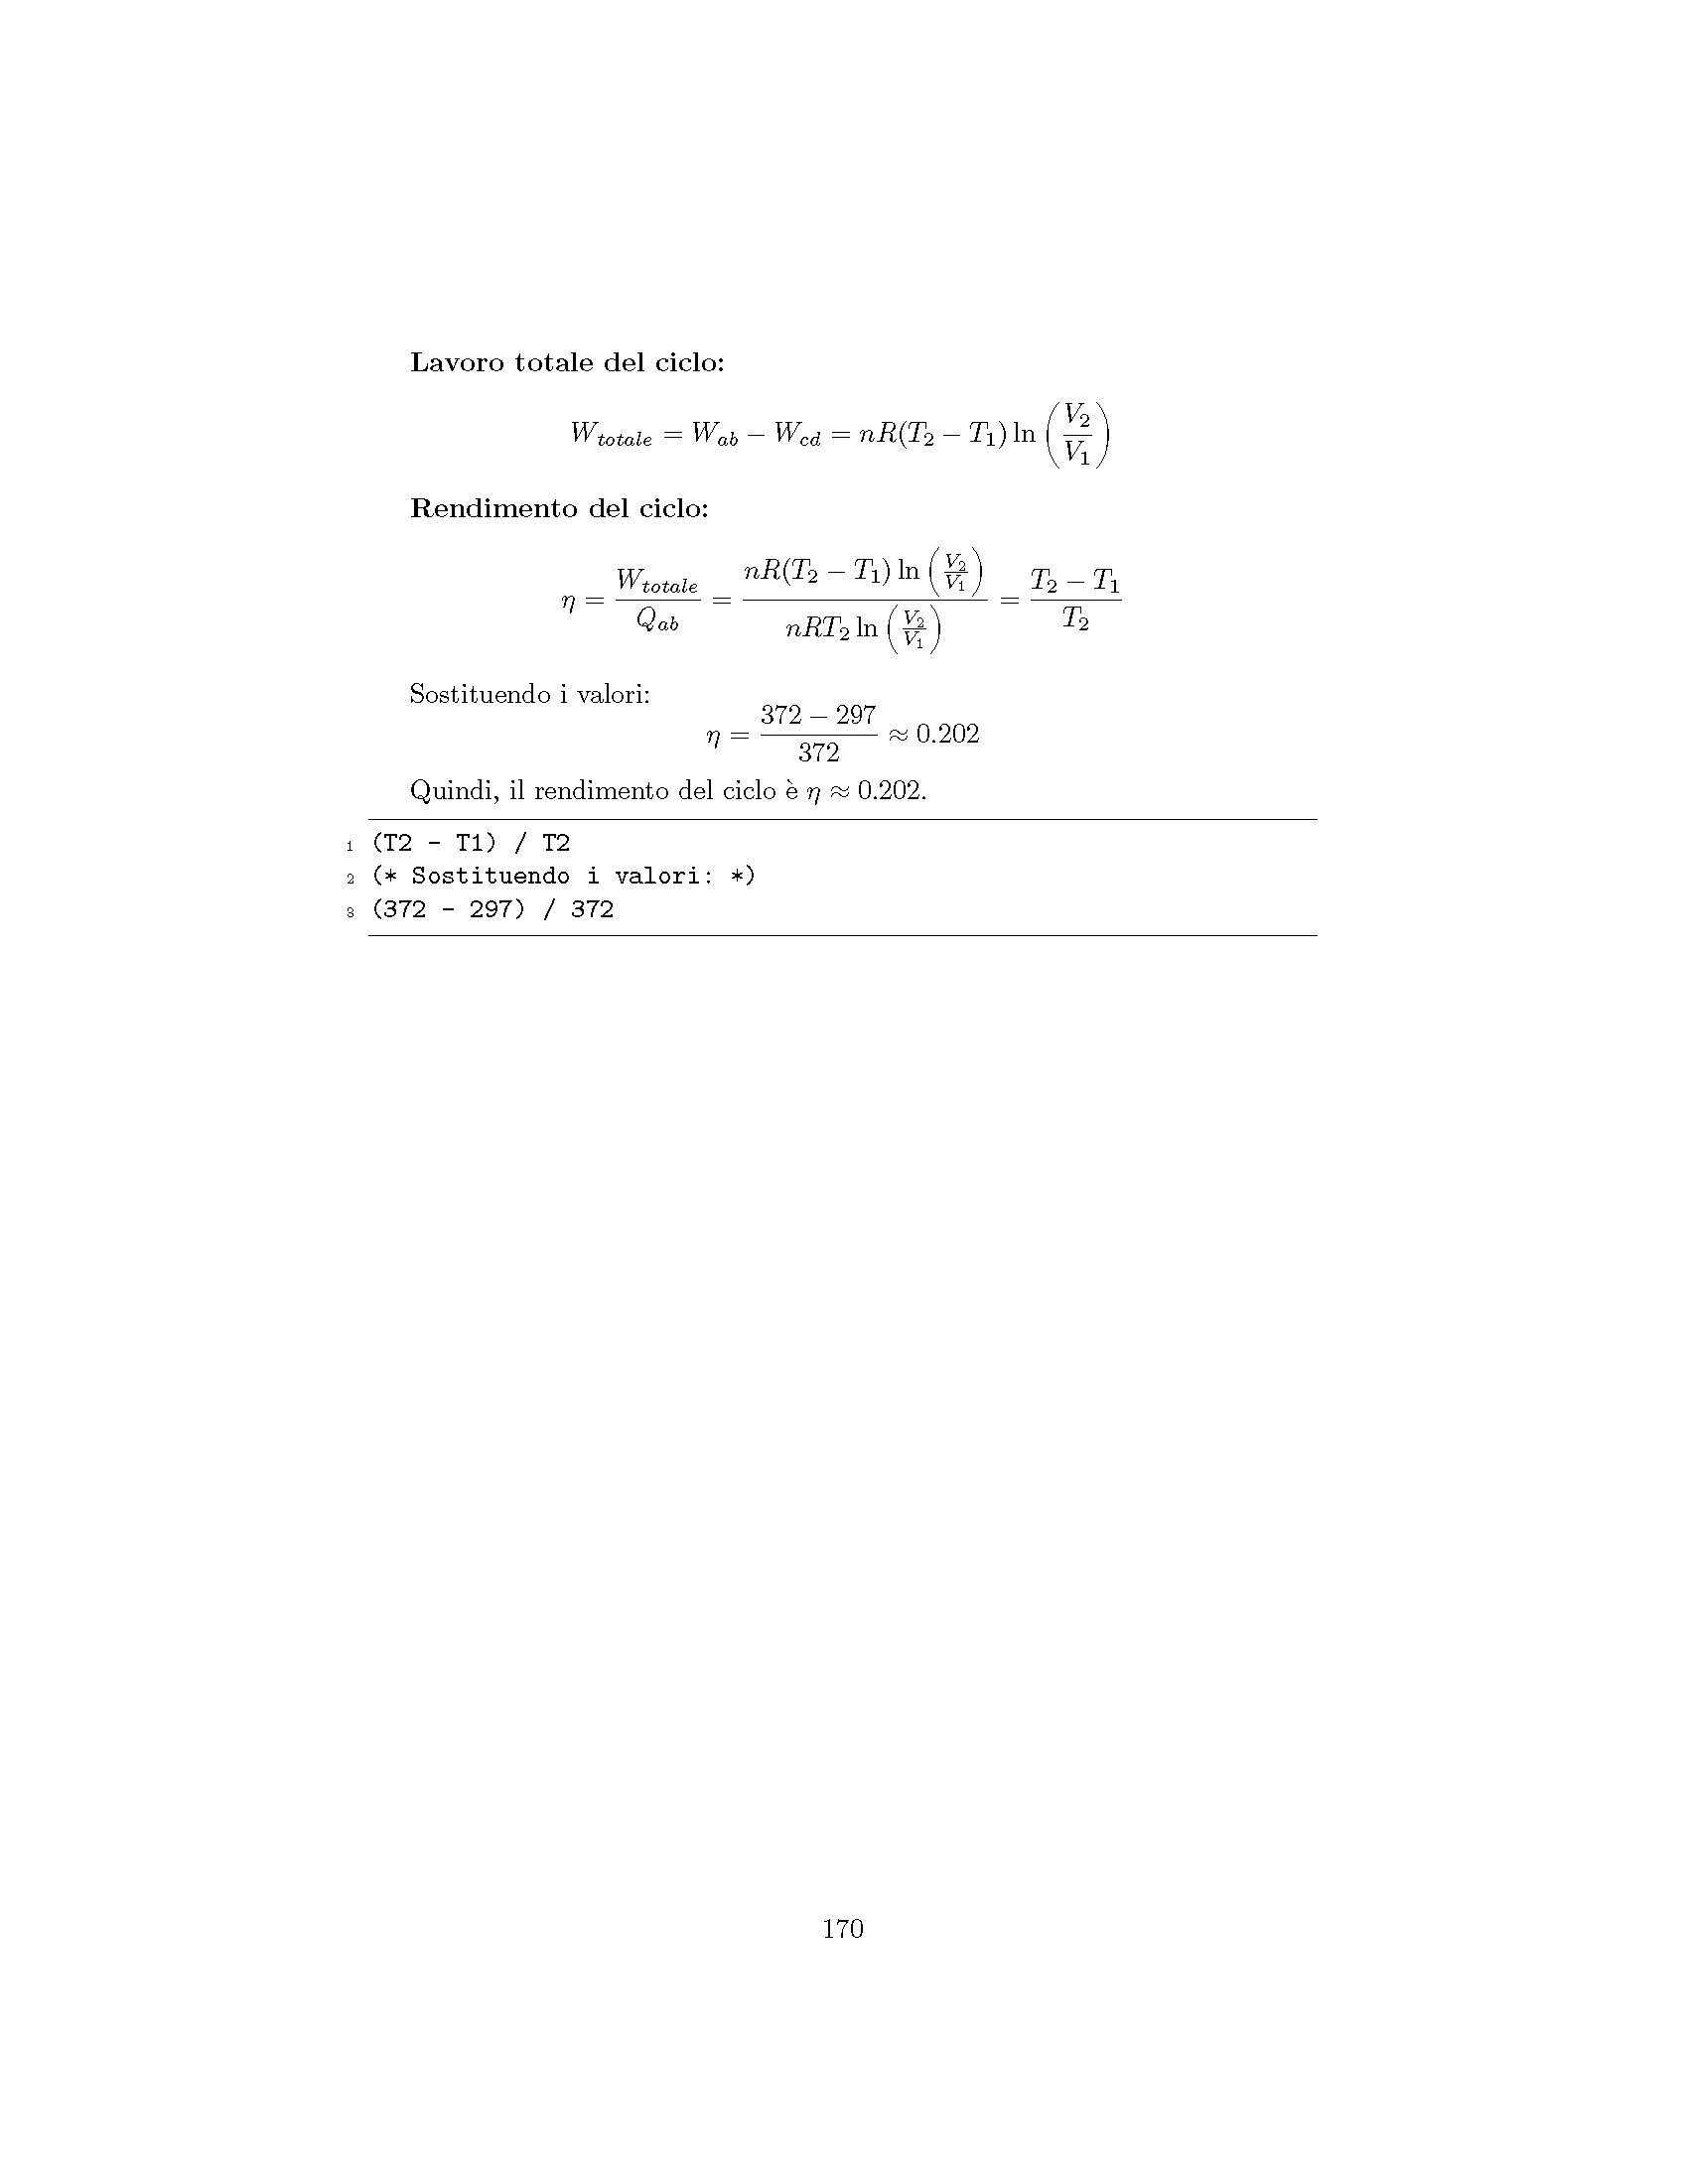 Lavoro totale del ciclo:
$W_{totale} = W_{ab} - W_{cd} = nR(T_2 - T_1) \ln\left(\frac{V_2}{V_1}\right)$
Rendimento del ciclo:
$\eta = \frac{W_{totale}}{Q_{ab}} = \frac{nR(T_2 - T_1) \ln\left(\frac{V_2}{V_1}\right)}{nRT_2 \ln\left(\frac{V_2}{V_1}\right)} = \frac{T_2 - T_1}{T_2}$
Sostituendo i valori:
$\eta = \frac{372 - 297}{372} \approx 0.202$
Quindi, il rendimento del ciclo è $\eta \approx 0.202$.
1 (T2 - T1) / T2
2 (* Sostituendo i valori: *)
3 (372 - 297) / 372
170